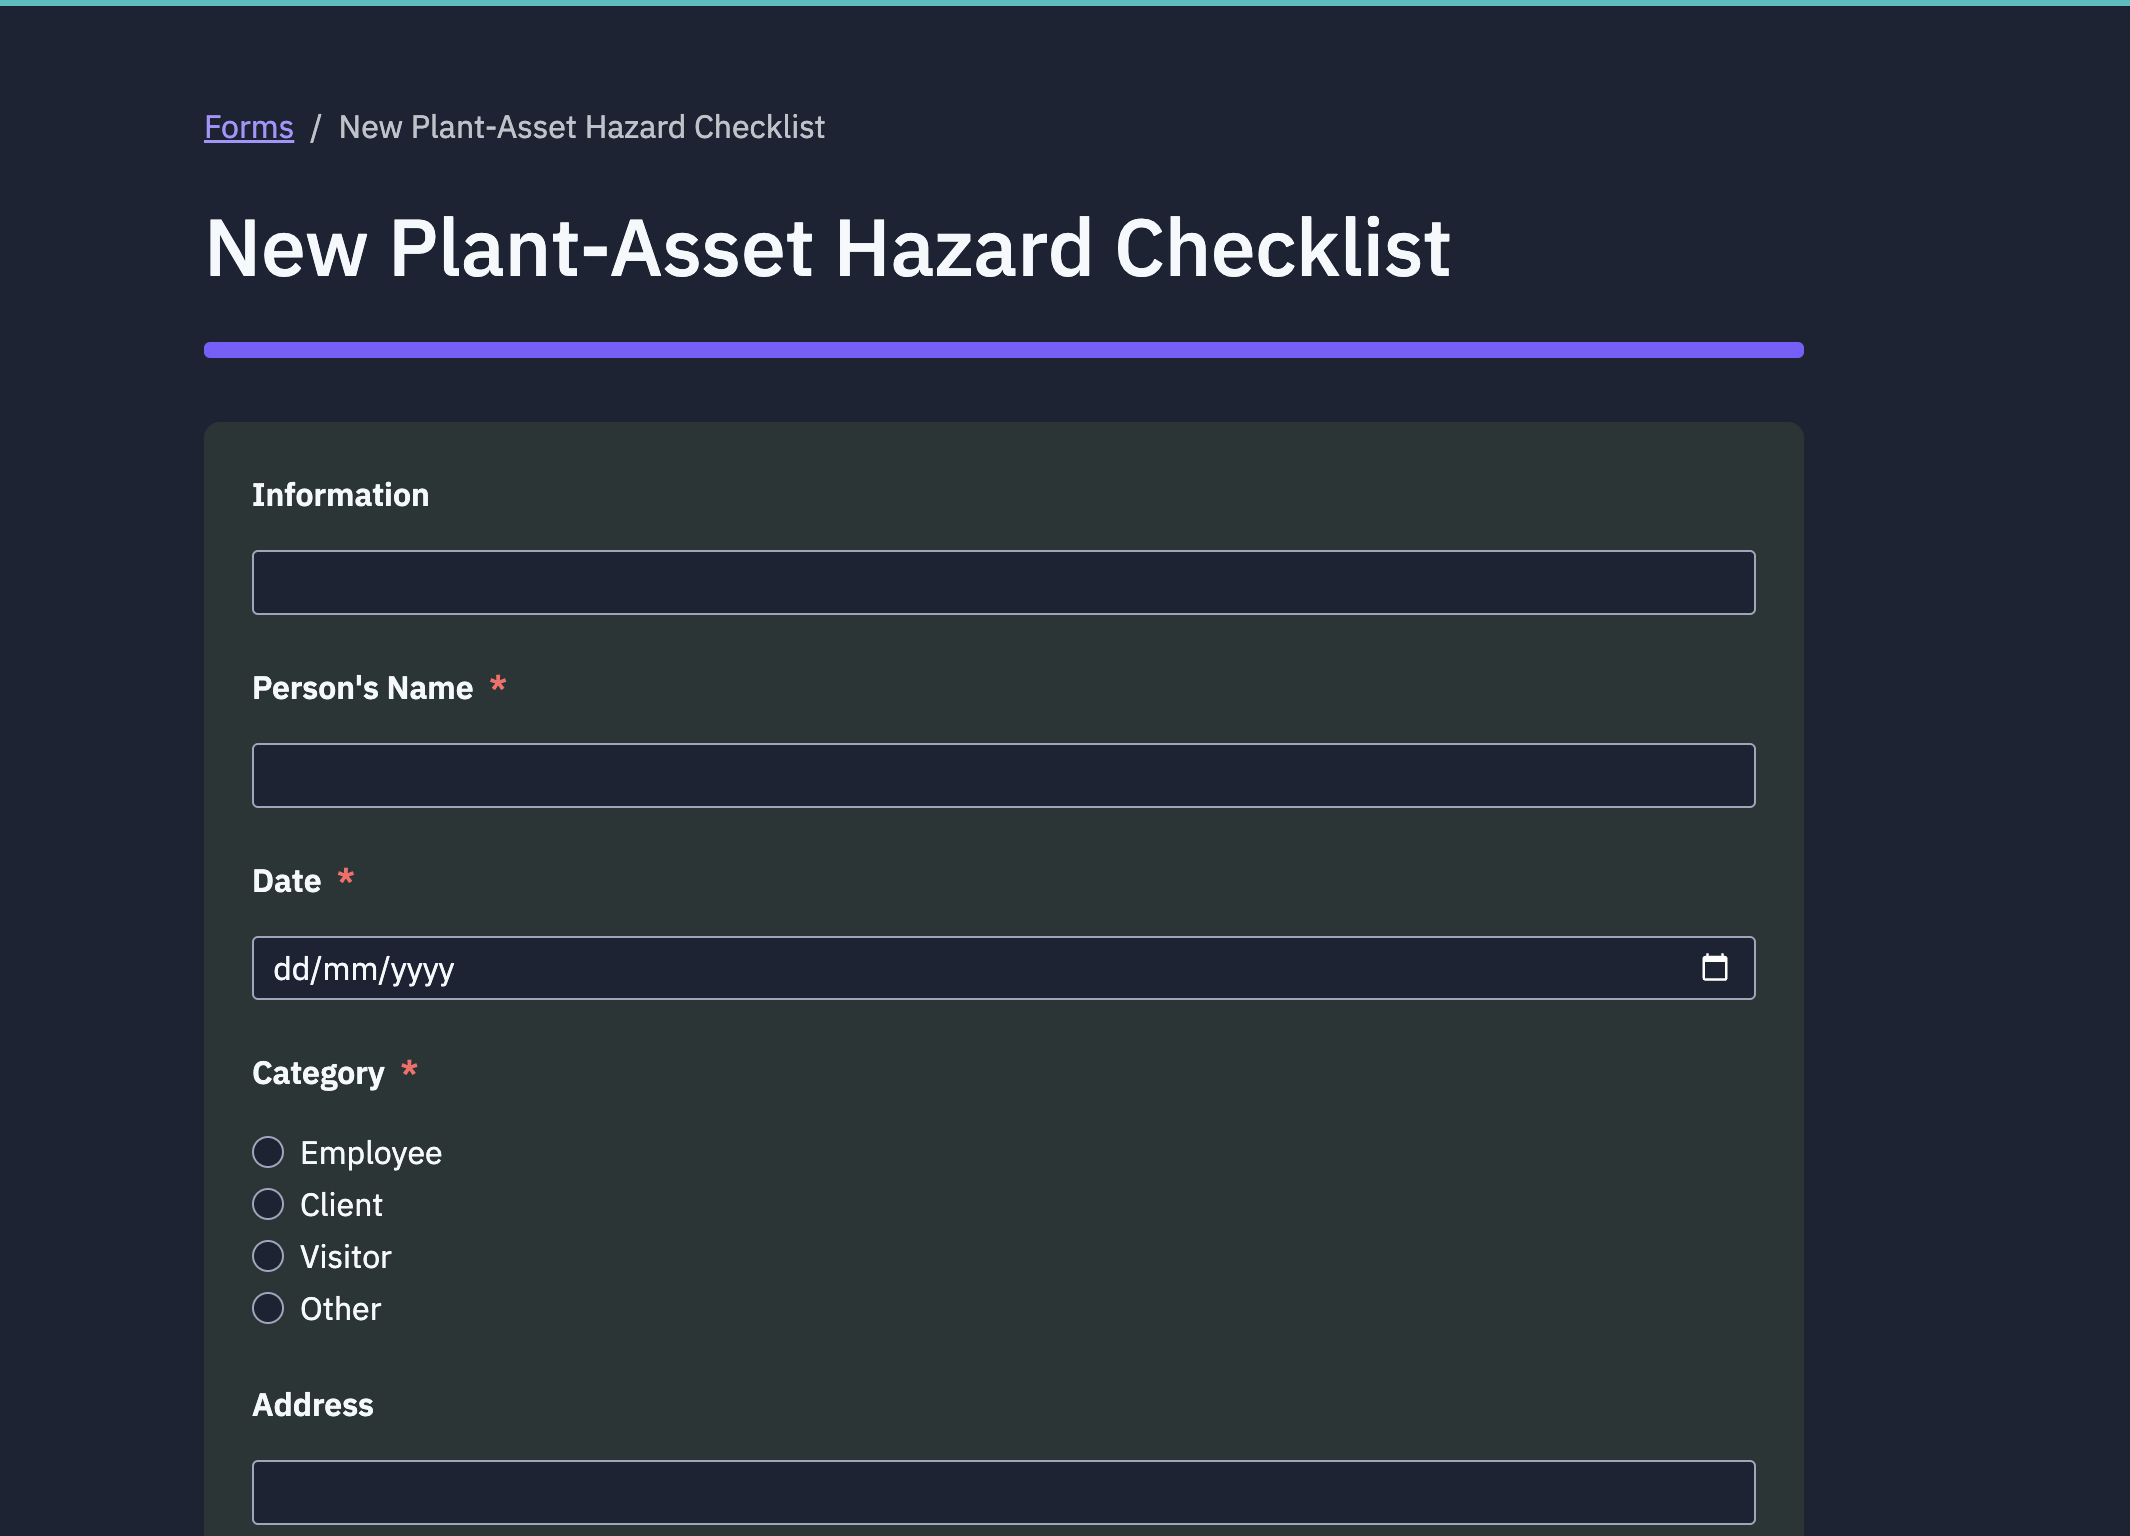 Forms / New Plant-Asset Hazard Checklist
New Plant-Asset Hazard Checklist
Information
Person's Name *
Date *
dd/mm/yyyy
Category *
Employee
Client
Visitor
Other
Address